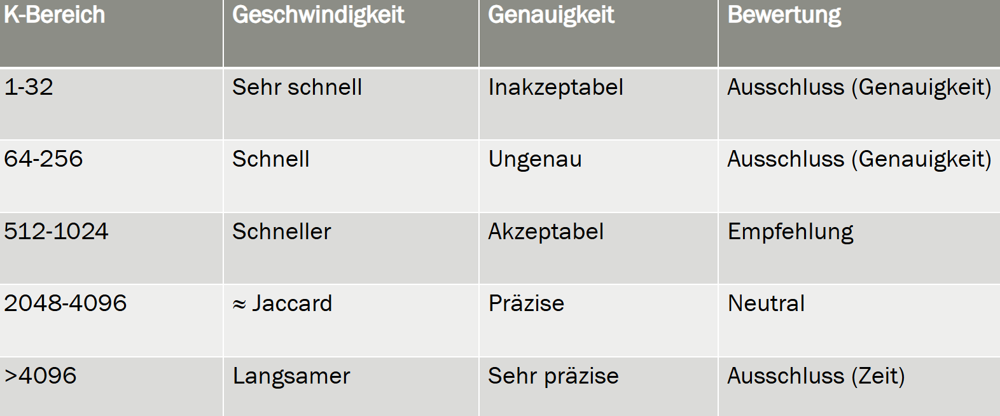 K-Bereich Geschwindigkeit Genauigkeit Bewertung
1-32 Sehr schnell Inakzeptabel Ausschluss (Genauigkeit)
64-256 Schnell Ungenau Ausschluss (Genauigkeit)
512-1024 Schneller Akzeptabel Empfehlung
2048-4096 ≈ Jaccard Präzise Neutral
>4096 Langsamer Sehr präzise Ausschluss (Zeit)